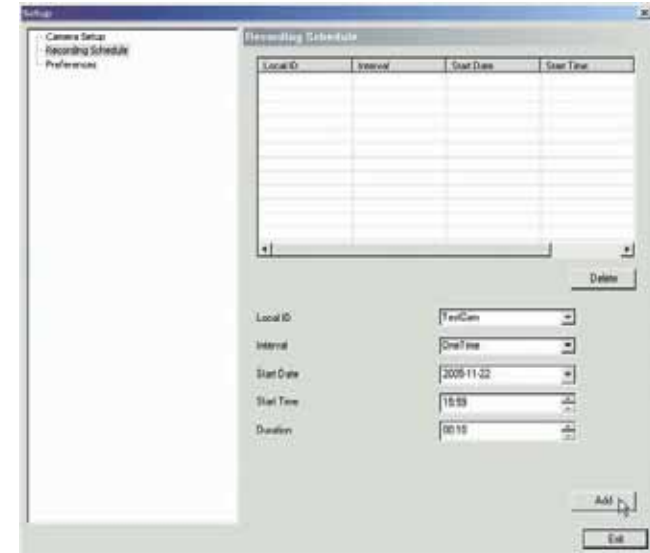 Setup
Camera Setup
Recording Schedule
Preferences
Recording Schedule
Local ID Interval Start Date Start Time
Delete
Local ID TestCam
Interval OneTime
Start Date 2005-11-22
Start Time 15:59
Duration 00:10
Add
Exit